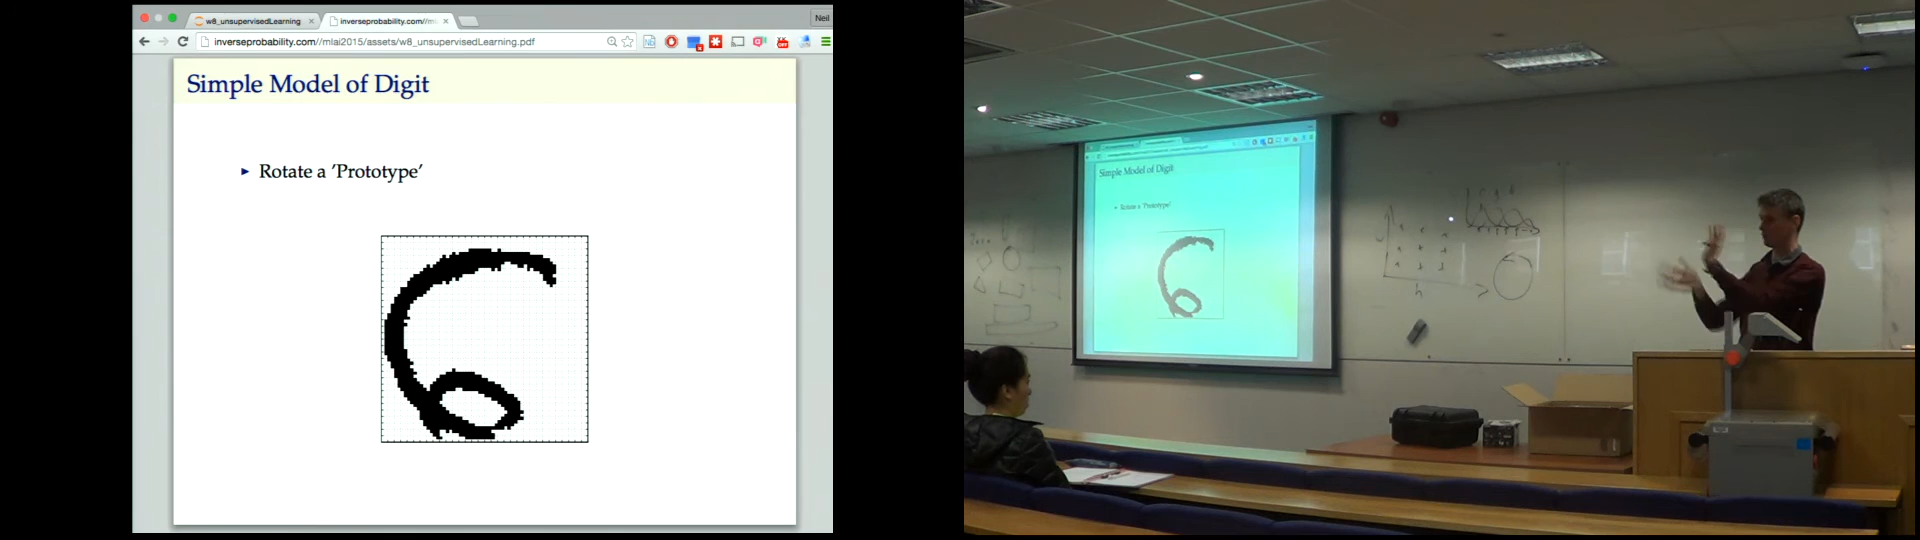 w8_unsupervisedLearning
inverseprobability.com//m
Neil
inverseprobability.com//mlai2015/assets/w8_unsupervisedLearning.pdf
Simple Model of Digit
Rotate a 'Prototype'
Simple Model of Digit
Rotate a 'Prototype'